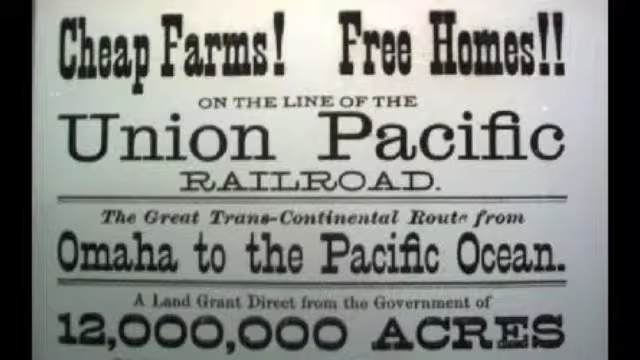 Cheap Farms! Free Homes!!
ON THE LINE OF THE
Union Pacific
RAILROAD.
The Great Trans-Continental Route from
Omaha to the Pacific Ocean.
A Land Grant Direct from the Government of
12,000,000 ACRES